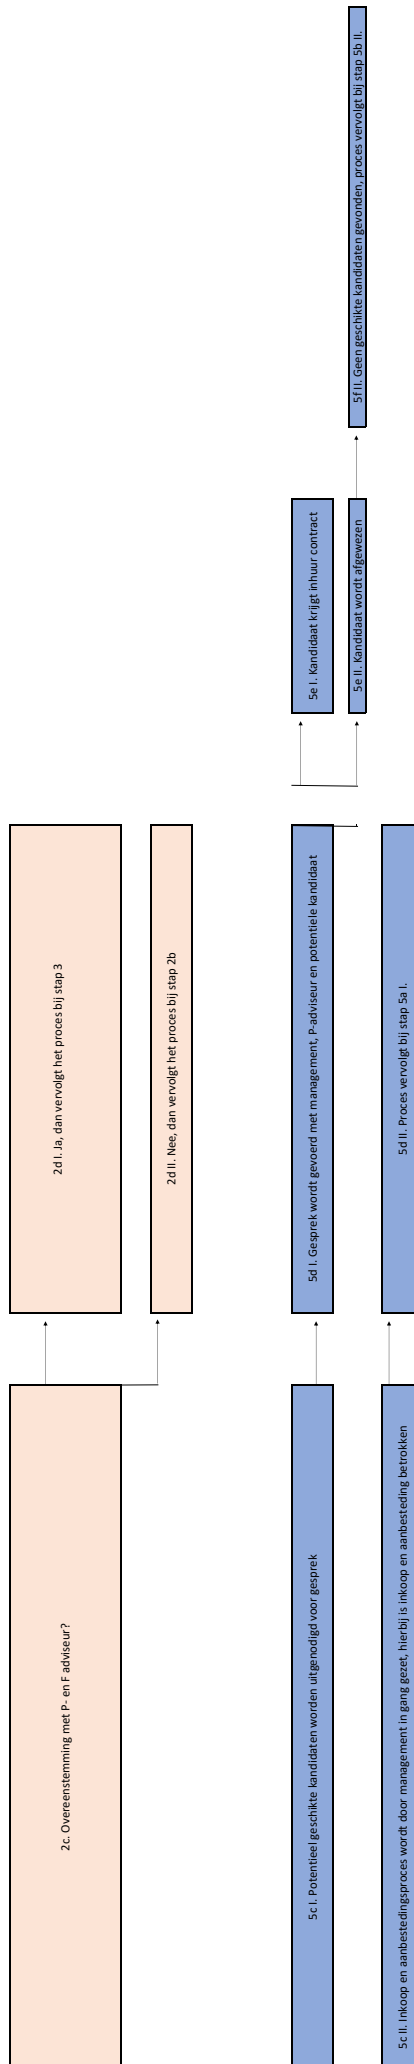 2c. Overeenstemming met P- en F adviseur?
2d I. Ja, dan vervolgt het proces bij stap 3
2d II. Nee, dan vervolgt het proces bij stap 2b
5c I. Potentieel geschikte kandidaten worden uitgenodigd voor gesprek
5d I. Gesprek wordt gevoerd met management, P-adviseur en potentiele kandidaat
5e I. Kandidaat krijgt inhuur contract
5e II. Kandidaat wordt afgewezen
5f II. Geen geschikte kandidaten gevonden, proces vervolgt bij stap 5b II.
5c II. Inkoop en aanbestedingsproces wordt door management in gang gezet, hierbij is inkoop en aanbesteding betrokken
5d II. Proces vervolgt bij stap 5a I.